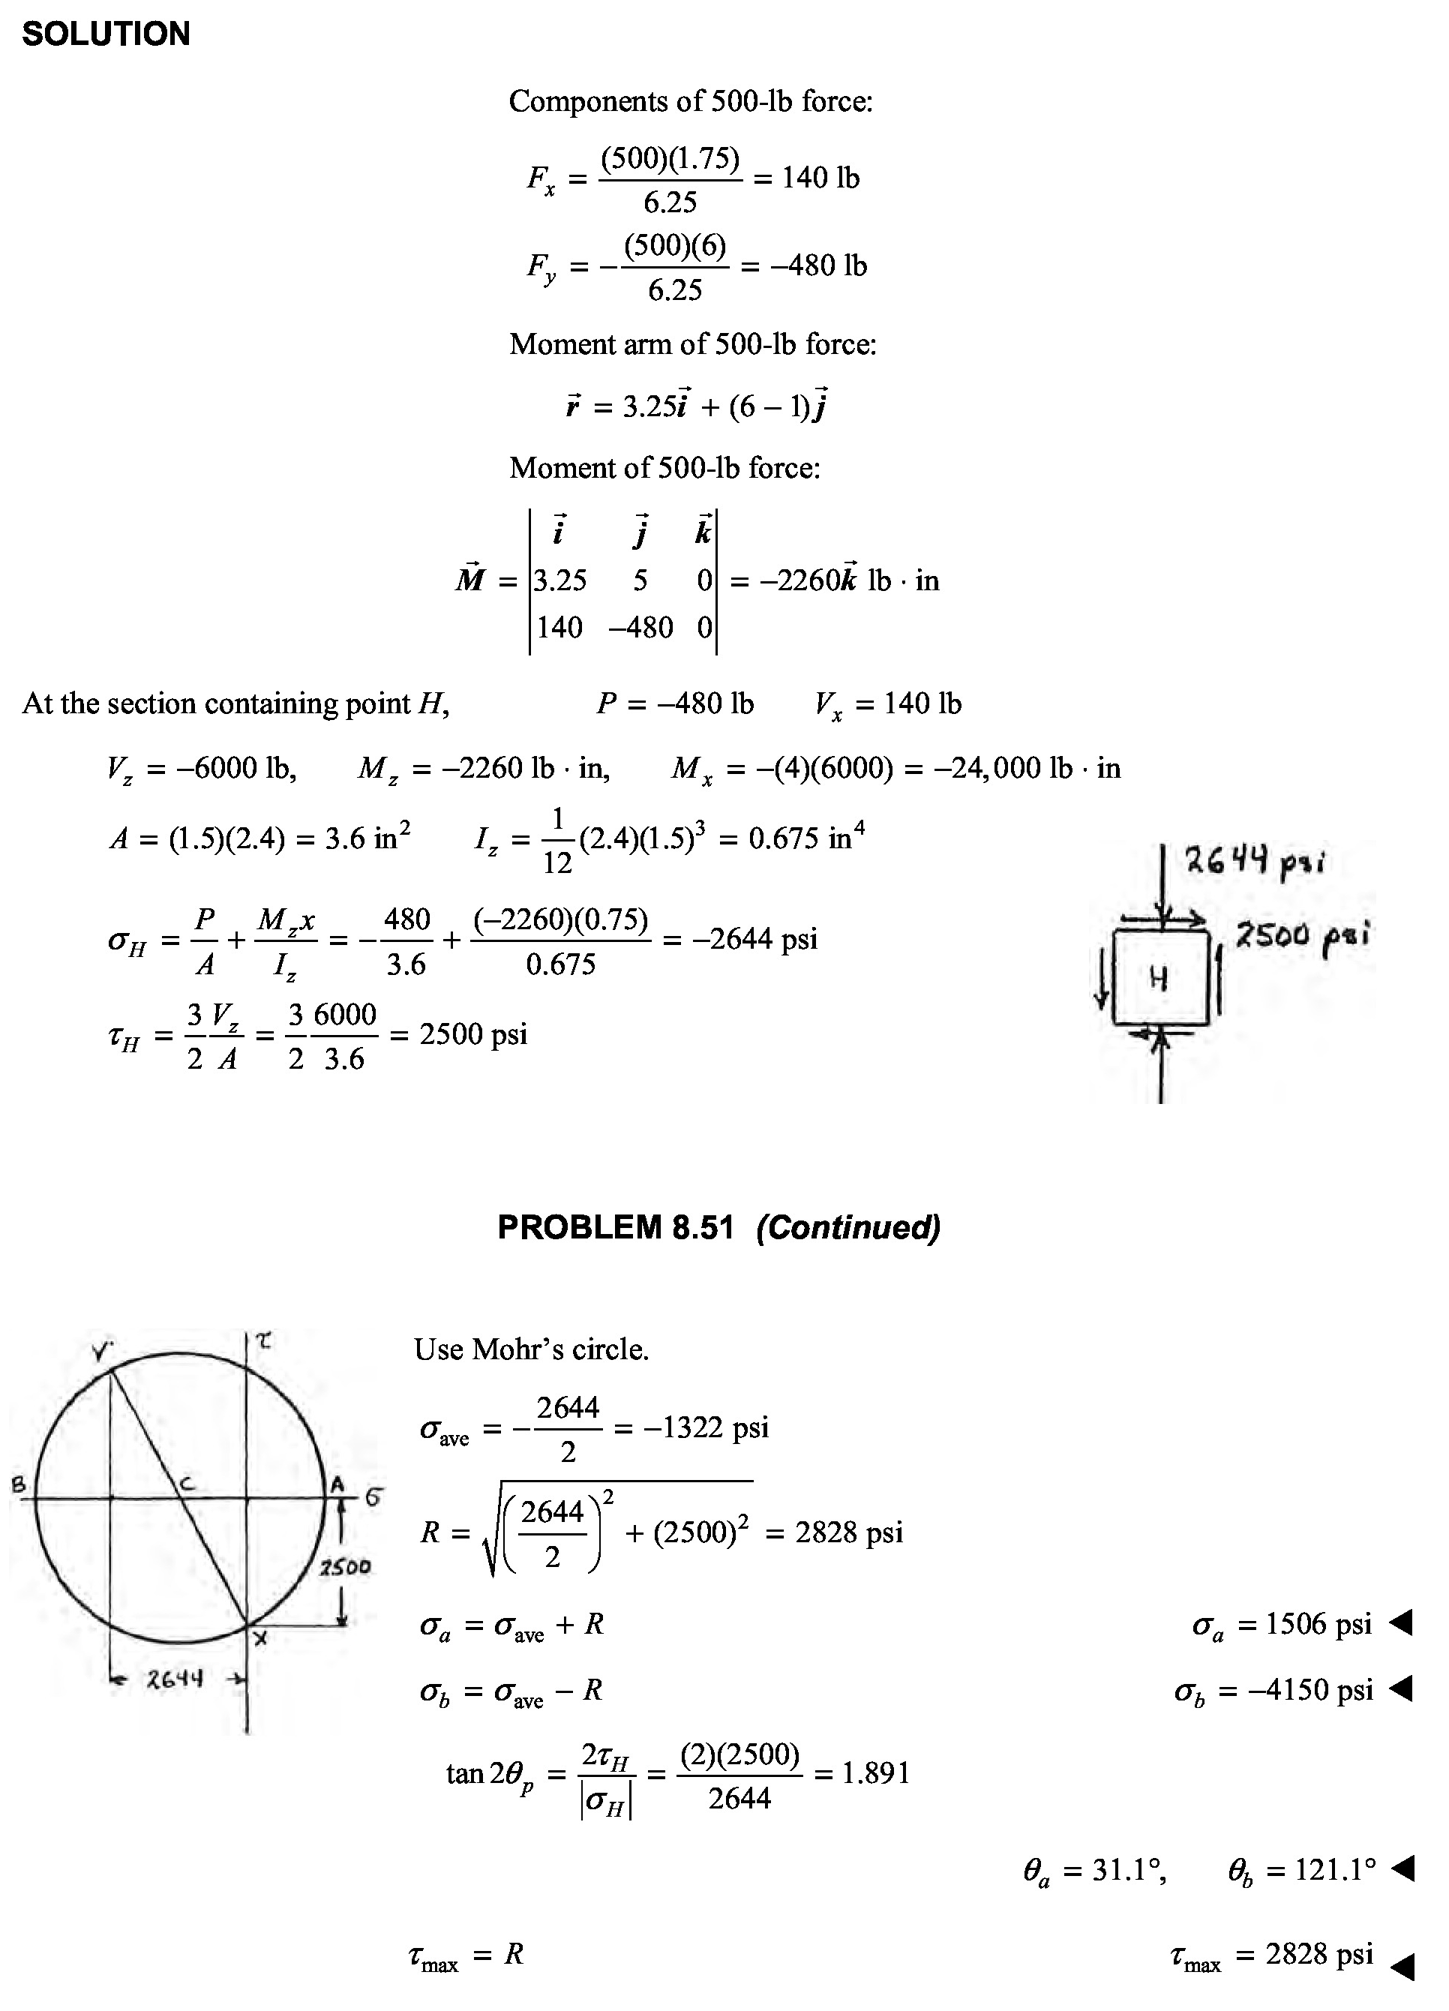 SOLUTION
Components of 500-lb force:
F_x = (500)(1.75)/6.25 = 140 lb
F_y = −(500)(6)/6.25 = −480 lb
Moment arm of 500-lb force:
r⃗ = 3.25i⃗ + (6 − 1)j⃗
Moment of 500-lb force:
M⃗ = |i⃗ j⃗ k⃗; 3.25 5 0; 140 −480 0| = −2260k⃗ lb · in
At the section containing point H, P = −480 lb V_x = 140 lb
V_z = −6000 lb, M_z = −2260 lb · in, M_x = −(4)(6000) = −24,000 lb · in
A = (1.5)(2.4) = 3.6 in² I_z = 1/12 (2.4)(1.5)³ = 0.675 in⁴
σ_H = P/A + M_z x/I_z = −480/3.6 + (−2260)(0.75)/0.675 = −2644 psi
τ_H = 3/2 V_z/A = 3/2 6000/3.6 = 2500 psi
2644 psi
2500 psi
H
PROBLEM 8.51 (Continued)
Y
τ
B
C
A
σ
2500
X
2644
Use Mohr’s circle.
σ_ave = −2644/2 = −1322 psi
R = √((2644/2)² + (2500)²) = 2828 psi
σ_a = σ_ave + R σ_a = 1506 psi ◀
σ_b = σ_ave − R σ_b = −4150 psi ◀
tan 2θ_p = 2τ_H/|σ_H| = (2)(2500)/2644 = 1.891
θ_a = 31.1°, θ_b = 121.1° ◀
τ_max = R τ_max = 2828 psi ◀